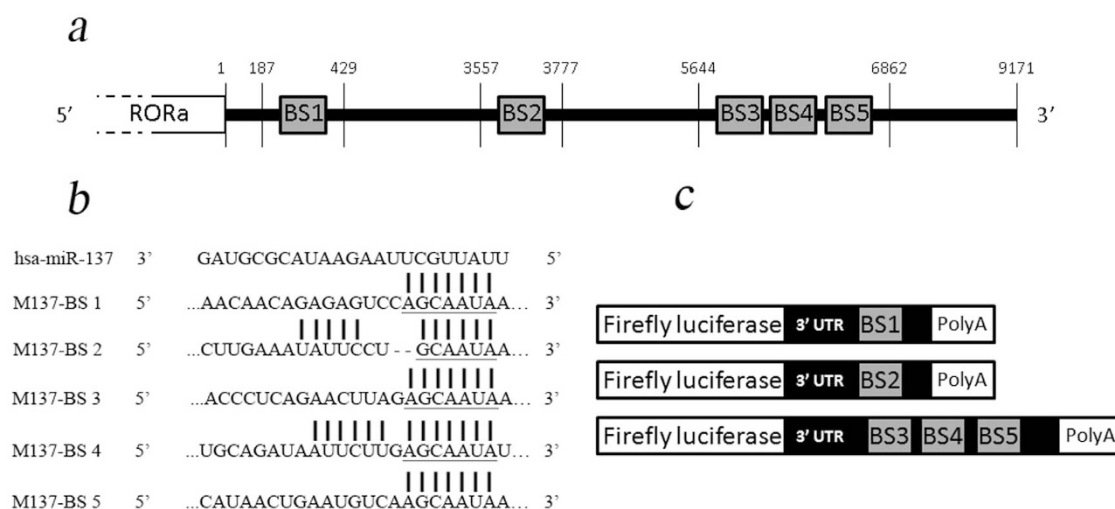 a
1 187 429 3557 3777 5644 6862 9171
5’ RORa BS1 BS2 BS3 BS4 BS5 3’
b
hsa-miR-137 3’ GAUGCGCAUAAGAAUUCGUUAUU 5’
M137-BS 1 5’ ...AACAACAGAGAGUCCAGCAAUAA... 3’
M137-BS 2 5’ ...CUUGAAAUAUUCCU --GCAAUAA... 3’
M137-BS 3 5’ ...ACCCUCAGAACUUAGAGCAAUAA... 3’
M137-BS 4 5’ ...UGCAGAUAAUUCUUGAGCAAUAU... 3’
M137-BS 5 5’ ...CAUAACUGAAUGUCAAGCAAUAA... 3’
c
Firefly luciferase 3’ UTR BS1 PolyA
Firefly luciferase 3’ UTR BS2 PolyA
Firefly luciferase 3’ UTR BS3 BS4 BS5 PolyA